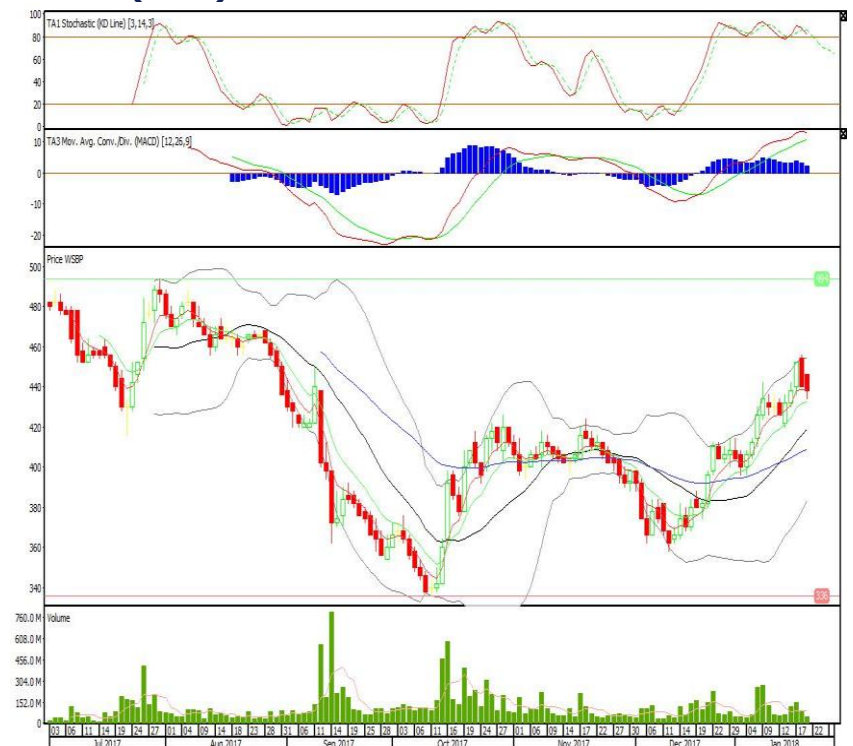 TA1 Stochastic (KD Line) [3,14,3]
100
80
60
40
20
0
TA3 Mov. Avg. Conv./Div. (MACD) [12,26,9]
10
0
-10
-20
Price WSBP
500
480
460
440
420
400
380
360
340
336
Volume
760.0 M
608.0 M
456.0 M
304.0 M
152.0 M
0
03 06 11 14 19 24 27 01 04 09 14 18 23 28 31 06 11 14 19 25 28 03 06 11 16 19 24 27 01 06 09 14 17 22 27 30 06 11 14 19 22 28 04 09 12 17 22
Jul 2017 Aug 2017 Sep 2017 Oct 2017 Nov 2017 Dec 2017 Jan 2018